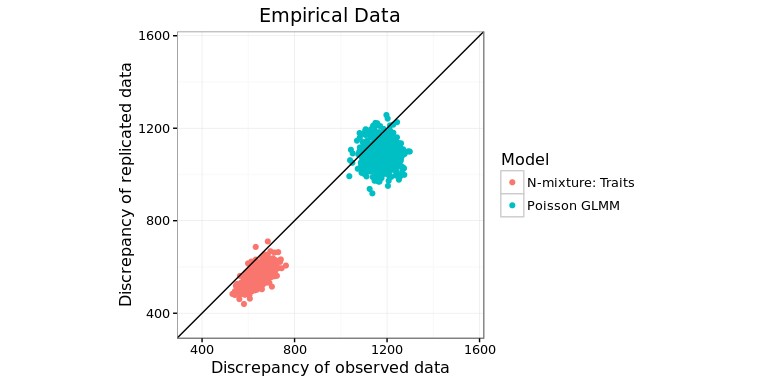 Empirical Data
Discrepancy of replicated data
1600
1200
800
400
400 800 1200 1600
Discrepancy of observed data
Model
N-mixture: Traits
Poisson GLMM